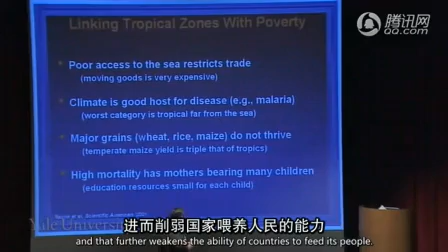 腾讯网
QQ.com
Linking Tropical Zones With Poverty
Poor access to the sea restricts trade
(moving goods is very expensive)
Climate is good host for disease (e.g., malaria)
(worst category is tropical far from the sea)
Major grains (wheat, rice, maize) do not thrive
(temperate maize yield is triple that of tropics)
High mortality has mothers bearing many children
(education resources small for each child)
Yale Univers
进而削弱国家喂养人民的能力
and that further weakens the ability of countries to feed its people.